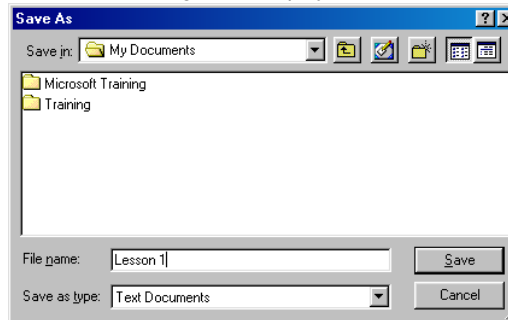 Save As
Save in: My Documents
Microsoft Training
Training
File name: Lesson 1 Save
Save as type: Text Documents Cancel